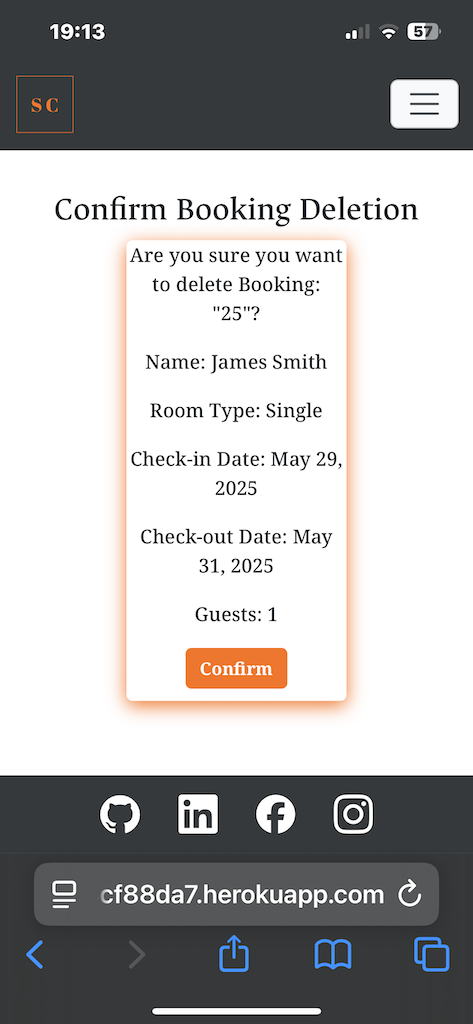 19:13
57
SC
Confirm Booking Deletion
Are you sure you want
to delete Booking:
"25"?
Name: James Smith
Room Type: Single
Check-in Date: May 29,
2025
Check-out Date: May
31, 2025
Guests: 1
Confirm
in
cf88da7.herokuapp.com